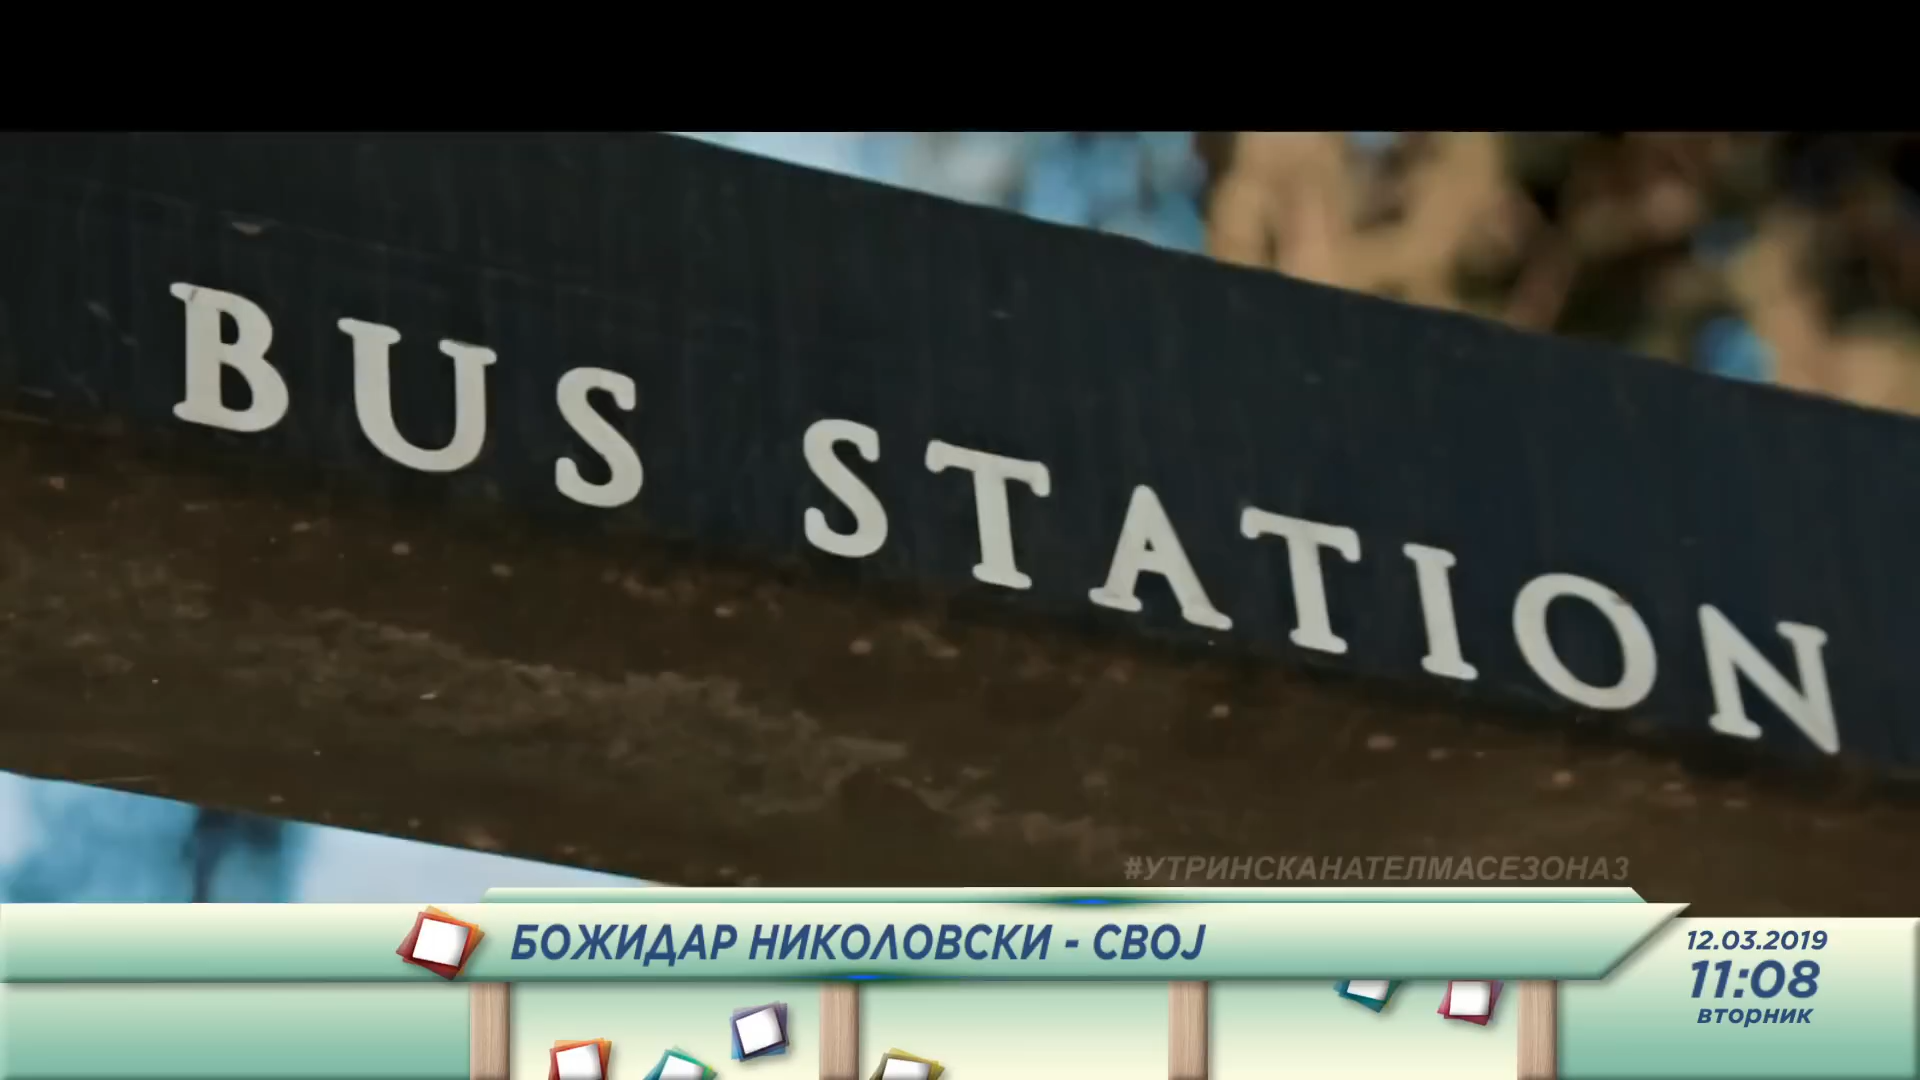 BUS STATION
#УТРИНСКАНАТЕЛМАСЕЗОНА3
БОЖИДАР НИКОЛОВСКИ - СВОЈ
12.03.2019
11:08
вторник